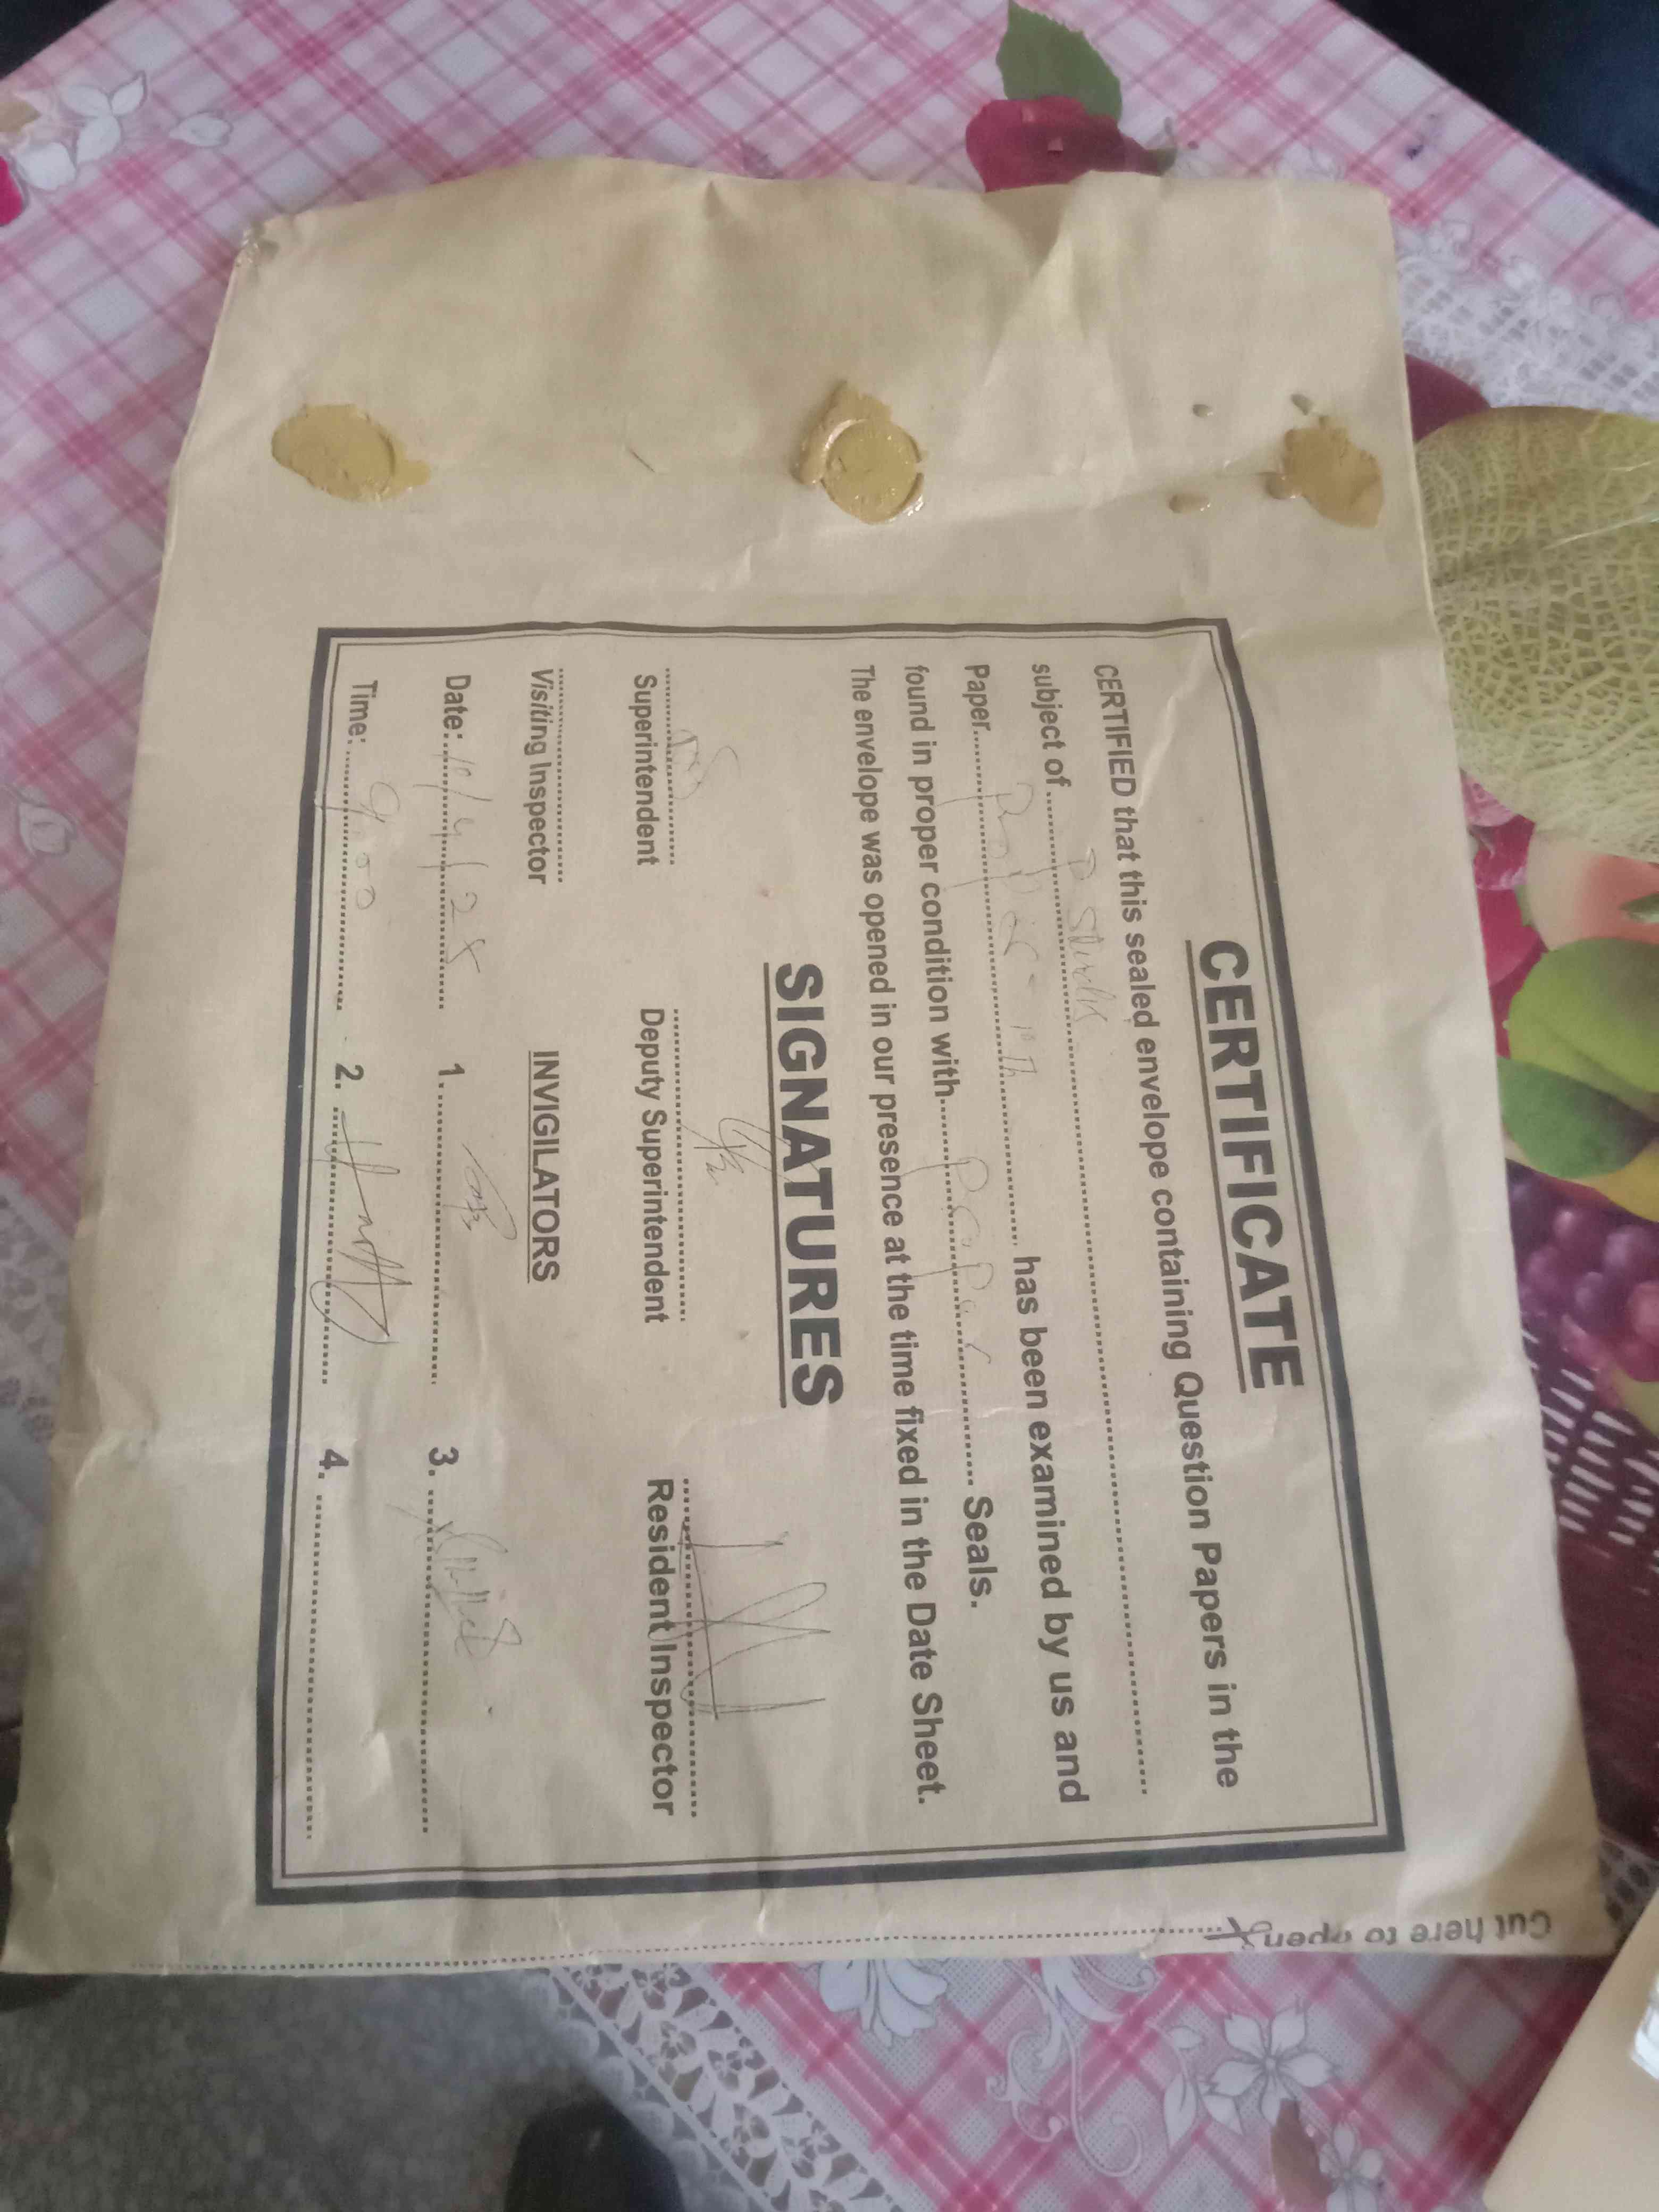 CERTIFICATE
CERTIFIED that this sealed envelope containing Question Papers in the
subject of
Paper.......... has been examined by us and
found in proper condition with.......... Seals.
The envelope was opened in our presence at the time fixed in the Date Sheet.
SIGNATURES
Superintendent Deputy Superintendent Resident Inspector
Visiting Inspector INVIGILATORS
Date: 1. 3.
Time: 9:00 2. 4.
Cut here to open